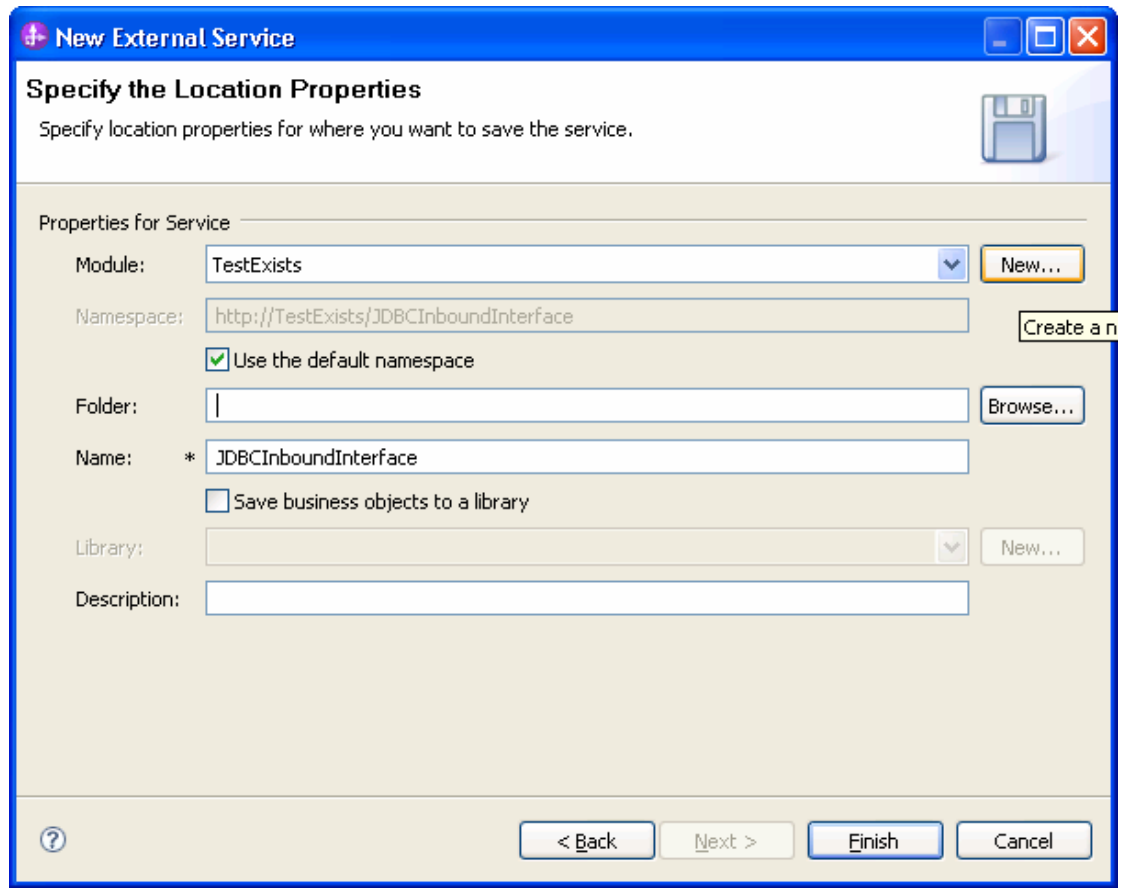 New External Service
Specify the Location Properties
Specify location properties for where you want to save the service.
Properties for Service
Module: TestExists New...
Namespace: http://TestExists/JDBCInboundInterface
Create a n
Use the default namespace
Folder: Browse...
Name: * JDBCInboundInterface
Save business objects to a library
Library: New...
Description:
? < Back Next > Finish Cancel